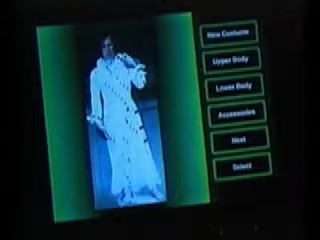 New Costume
Upper Body
Lower Body
Accessories
Next
Select